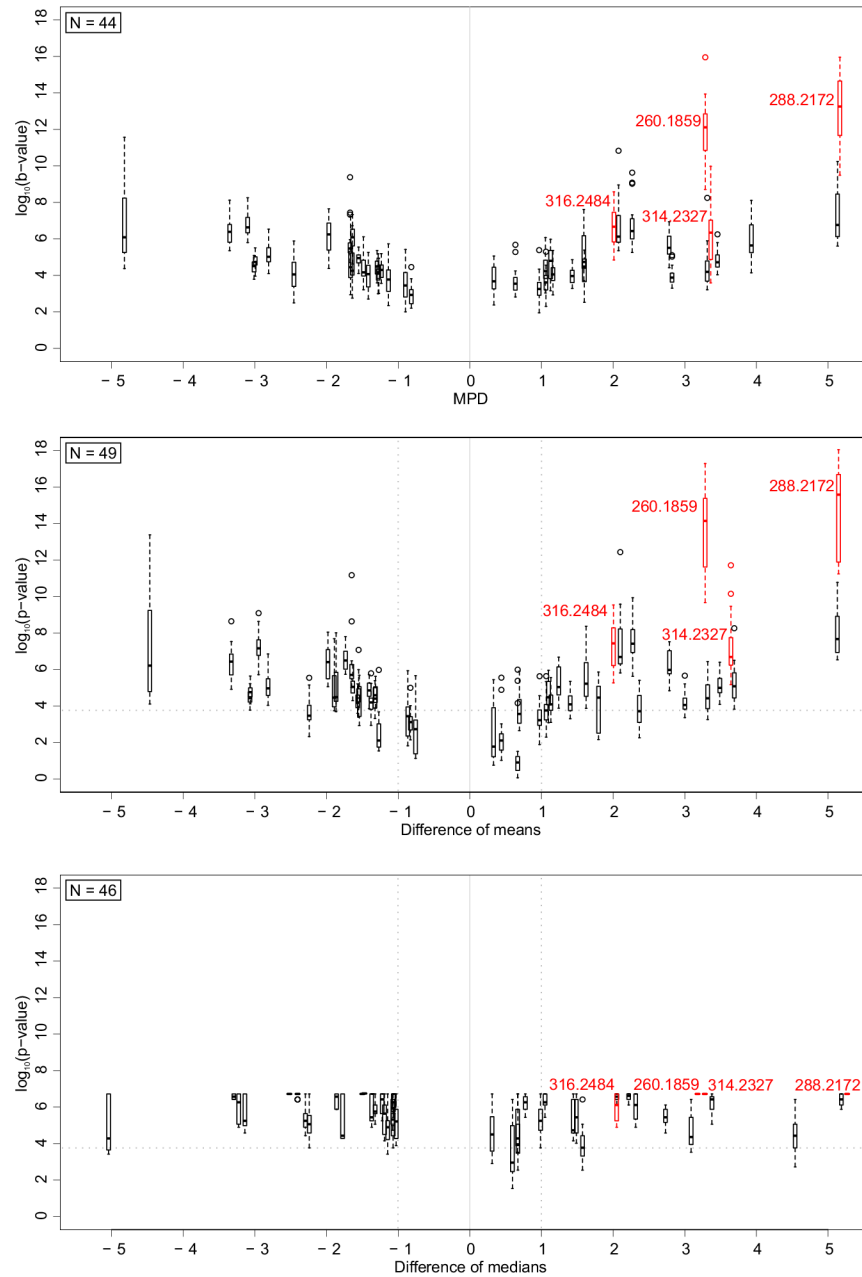 18
N = 44
16
288.2172
14
260.1859
12
10
log₁₀(b−value)
316.2484
8
314.2327
6
4
2
0
− 5 − 4 − 3 − 2 − 1 0 1 2 3 4 5
MPD
18
N = 49
16
288.2172
260.1859
14
12
10
log₁₀(p−value)
316.2484
8
314.2327
6
4
2
0
− 5 − 4 − 3 − 2 − 1 0 1 2 3 4 5
Difference of means
18
N = 46
16
14
12
10
log₁₀(p−value)
8
316.2484 260.1859 314.2327 288.2172
6
4
2
0
− 5 − 4 − 3 − 2 − 1 0 1 2 3 4 5
Difference of medians